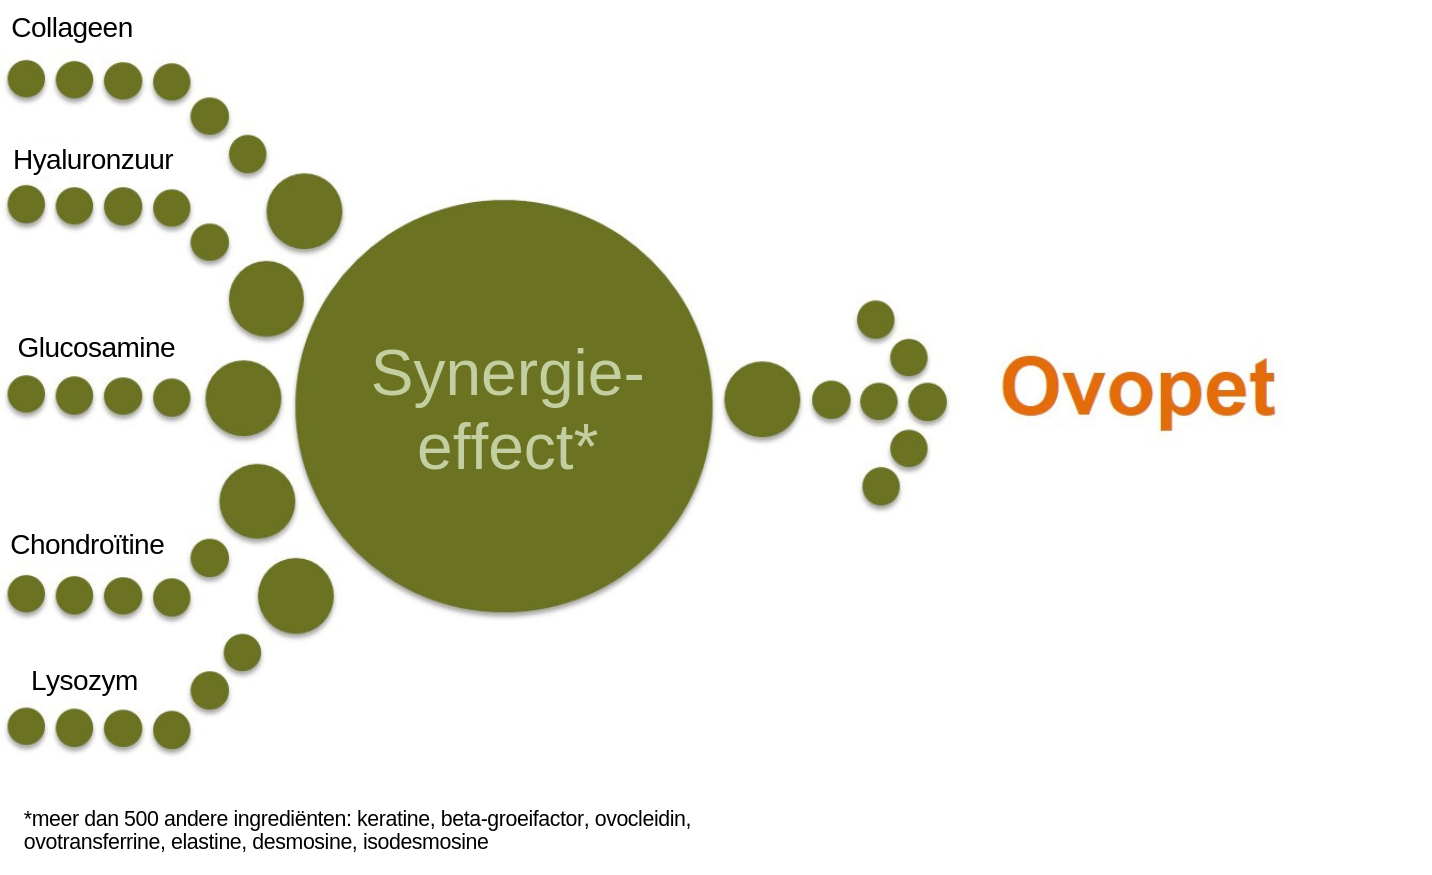 Collageen
Hyaluronzuur
Glucosamine
Synergie-
effect*
Ovopet
Chondroïtine
Lysozym
*meer dan 500 andere ingrediënten: keratine, beta-groeifactor, ovocleidin,
ovotransferrine, elastine, desmosine, isodesmosine